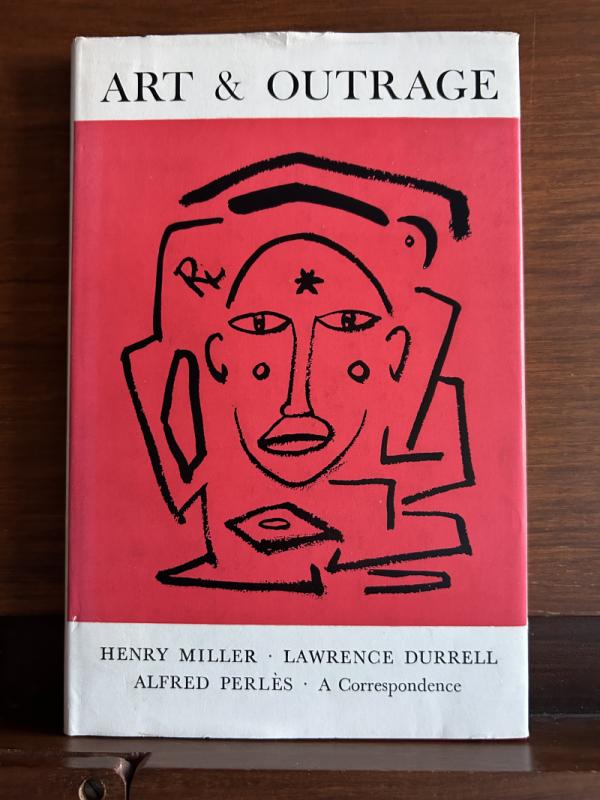 ART & OUTRAGE
HENRY MILLER · LAWRENCE DURRELL
ALFRED PERLÈS · A Correspondence